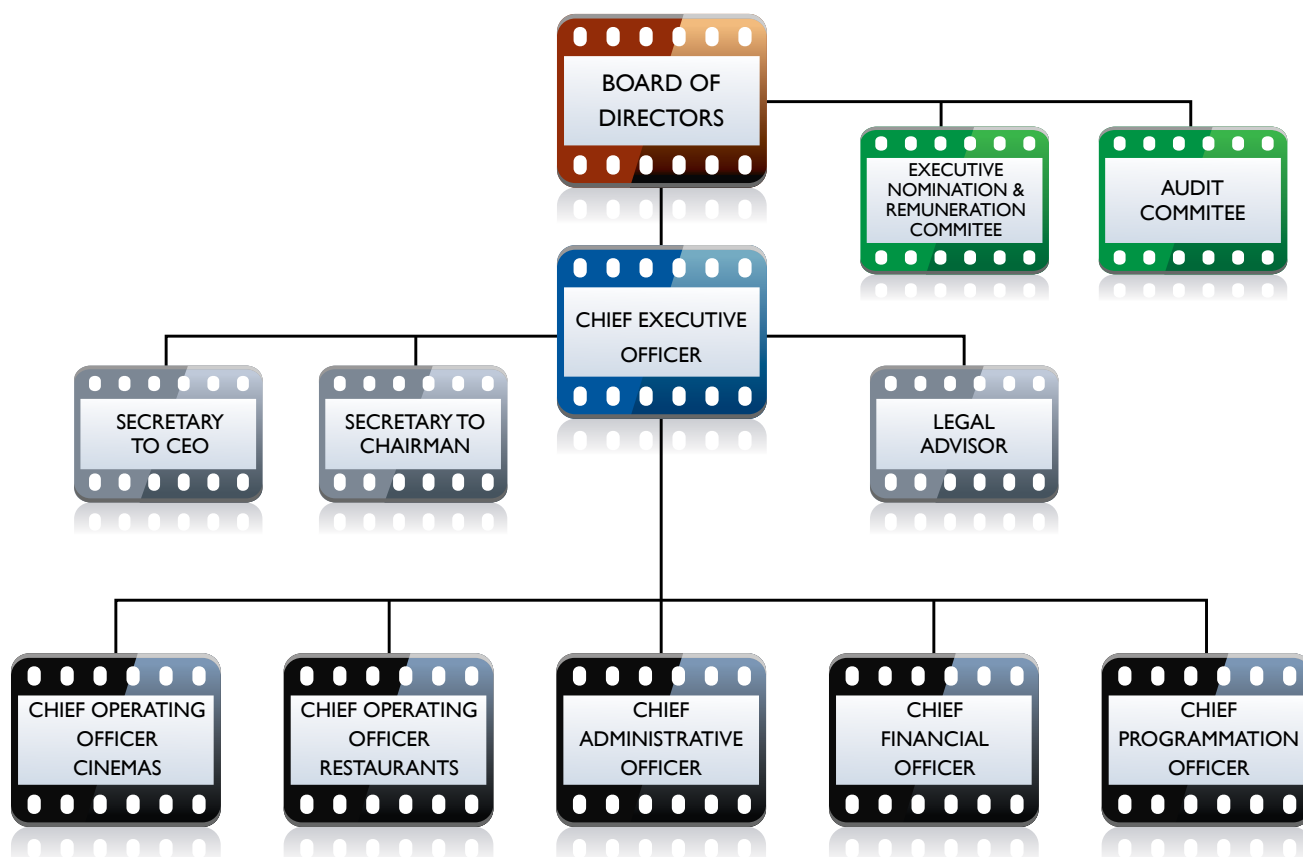 BOARD OF
DIRECTORS
EXECUTIVE
NOMINATION &
REMUNERATION
COMMITEE
AUDIT
COMMITEE
CHIEF EXECUTIVE
OFFICER
SECRETARY
TO CEO
SECRETARY TO
CHAIRMAN
LEGAL
ADVISOR
CHIEF OPERATING
OFFICER
CINEMAS
CHIEF OPERATING
OFFICER
RESTAURANTS
CHIEF
ADMINISTRATIVE
OFFICER
CHIEF
FINANCIAL
OFFICER
CHIEF
PROGRAMMATION
OFFICER